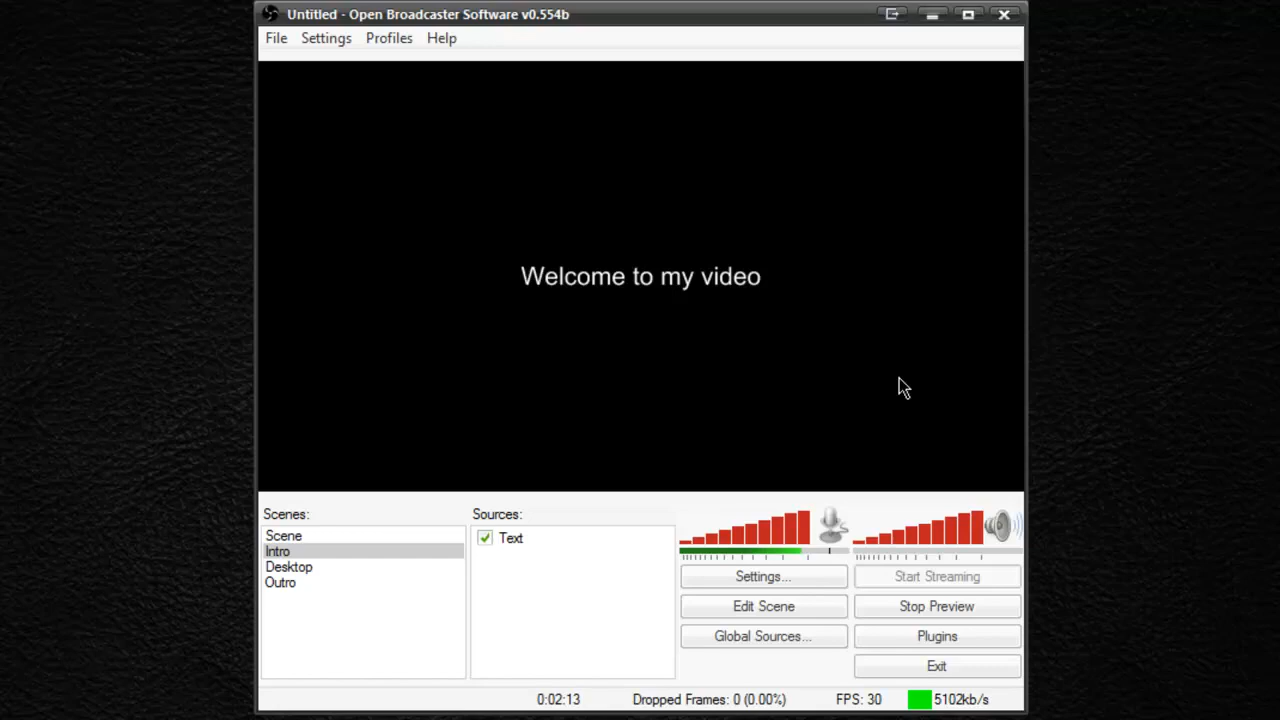 Untitled - Open Broadcaster Software v0.554b
File Settings Profiles Help
Welcome to my video
Scenes:
Scene
Intro
Desktop
Outro
Sources:
Text
Settings...
Start Streaming
Edit Scene
Stop Preview
Global Sources...
Plugins
Exit
0:02:13 Dropped Frames: 0 (0.00%) FPS: 30 5102kb/s